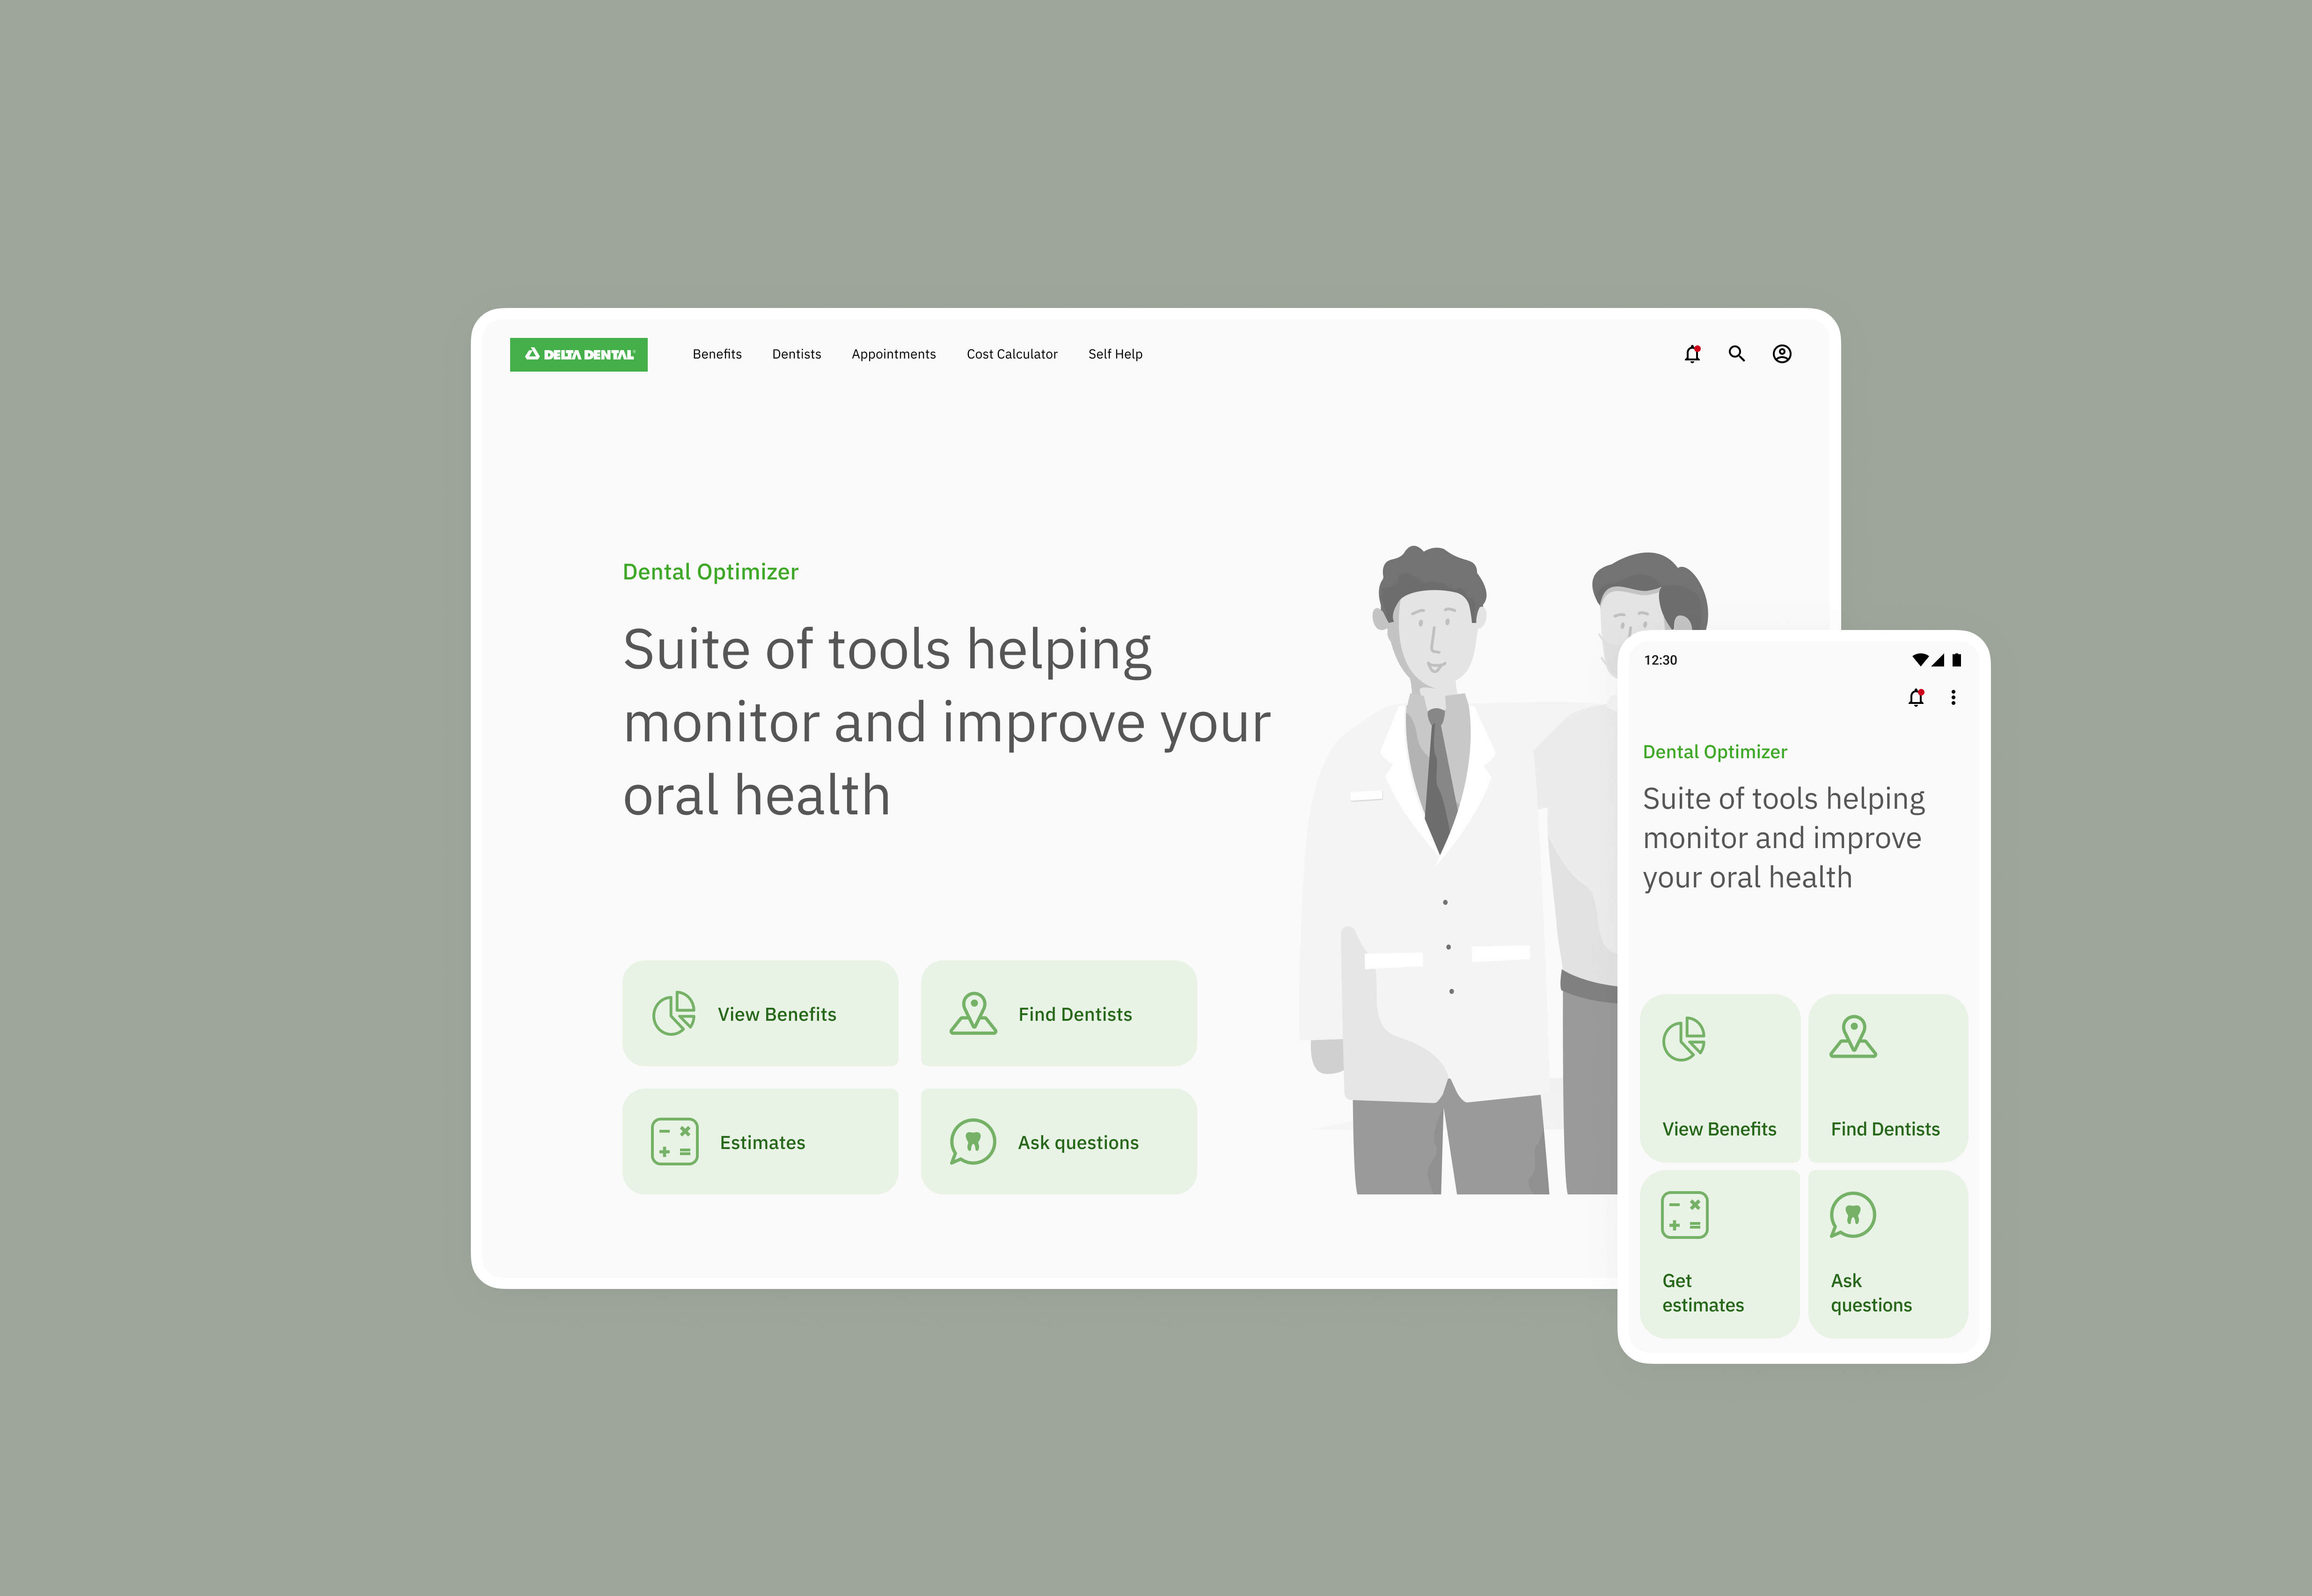 DELTA DENTAL
Benefits
Dentists
Appointments
Cost Calculator
Self Help
Dental Optimizer
Suite of tools helping
monitor and improve your
oral health
View Benefits
Find Dentists
Estimates
Ask questions
12:30
Dental Optimizer
Suite of tools helping
monitor and improve
your oral health
View Benefits
Find Dentists
Get
estimates
Ask
questions